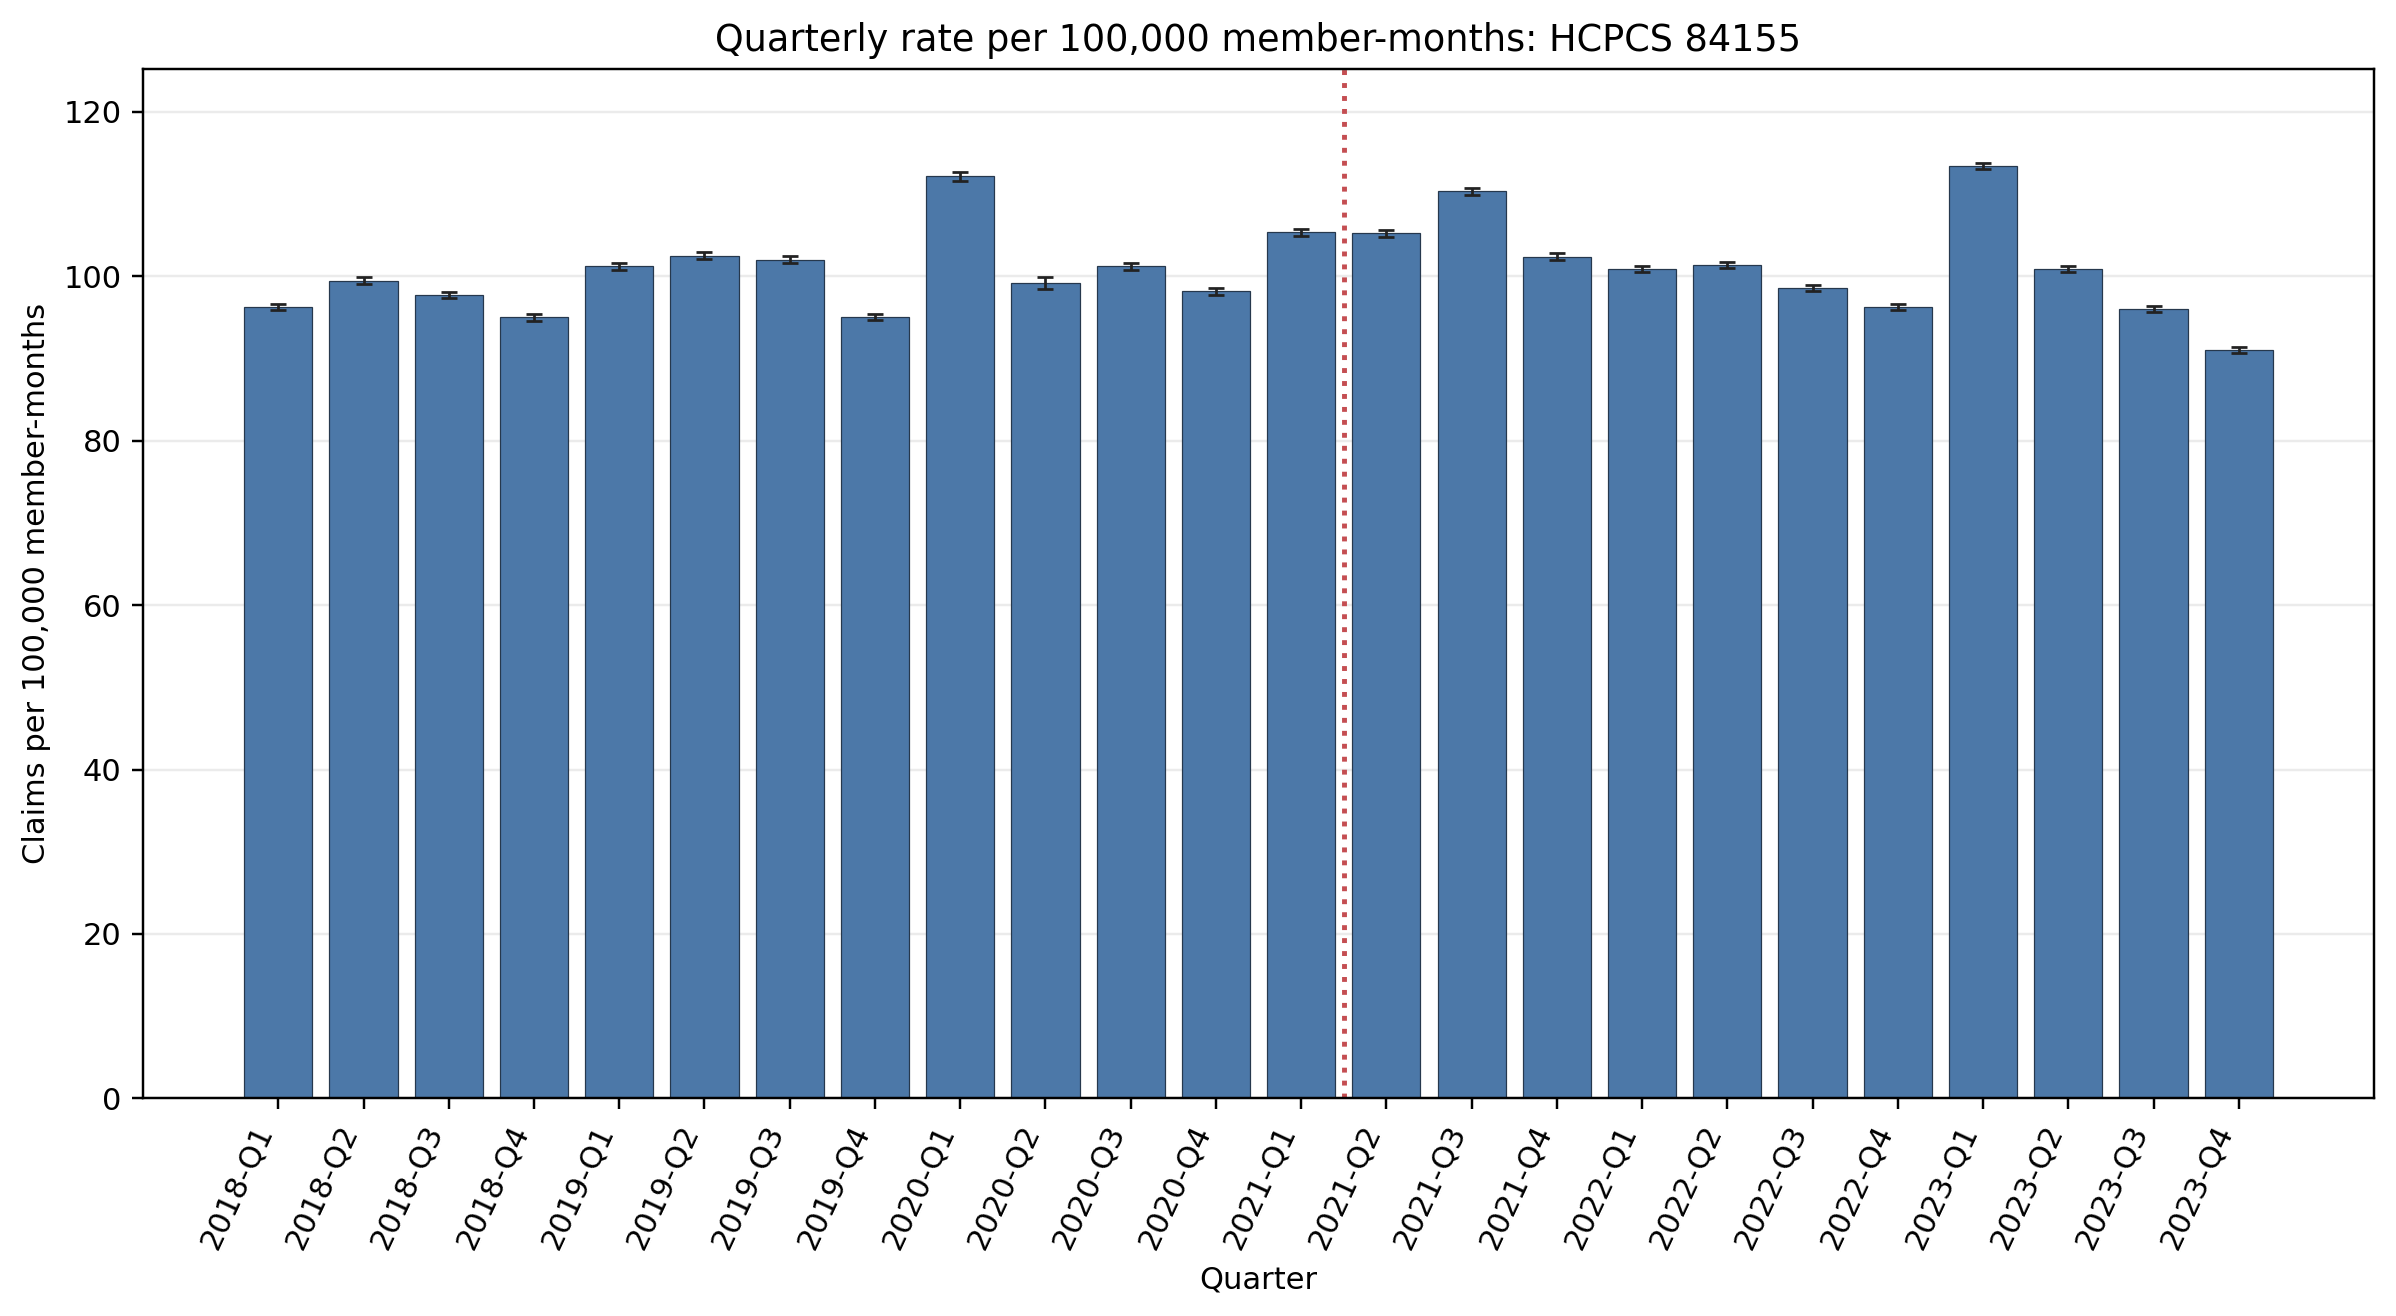 Quarterly rate per 100,000 member-months: HCPCS 84155
Claims per 100,000 member-months
120
100
80
60
40
20
0
2018-Q1
2018-Q2
2018-Q3
2018-Q4
2019-Q1
2019-Q2
2019-Q3
2019-Q4
2020-Q1
2020-Q2
2020-Q3
2020-Q4
2021-Q1
2021-Q2
2021-Q3
2021-Q4
2022-Q1
2022-Q2
2022-Q3
2022-Q4
2023-Q1
2023-Q2
2023-Q3
2023-Q4
Quarter